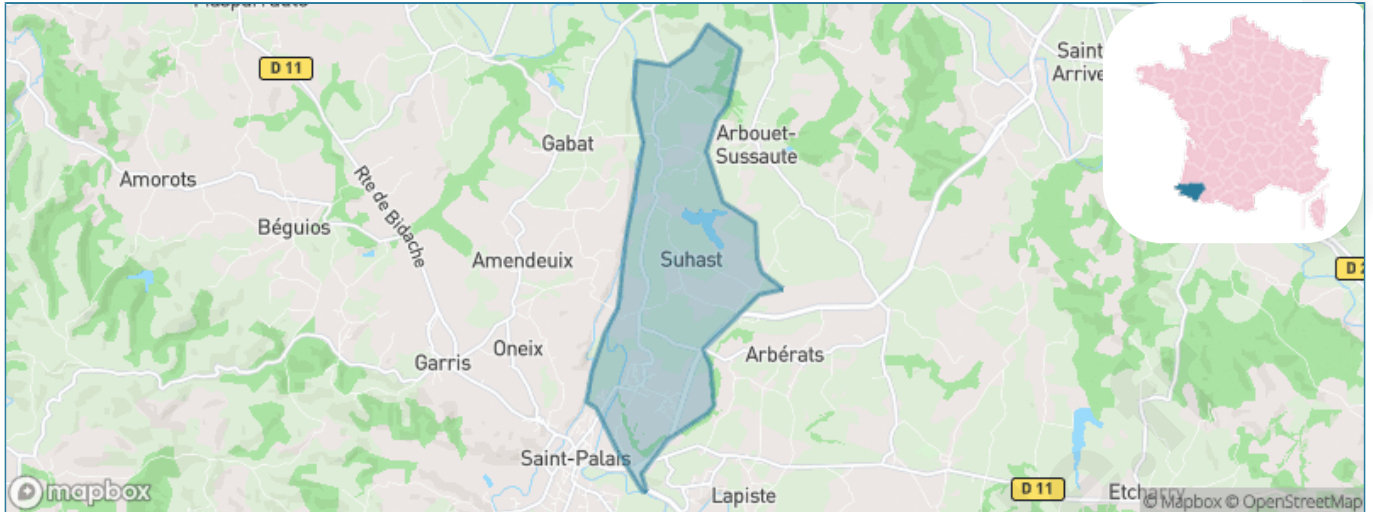 D 11
Saint-
Arrive
Gabat
Arbouet-
Sussaute
Amorots
Rte de Bidache
Béguios
Amendeuix
Suhast
Oneix
Garris
Arbérats
Saint-Palais
Lapiste
D 11
Etcharry
mapbox
© Mapbox © OpenStreetMap